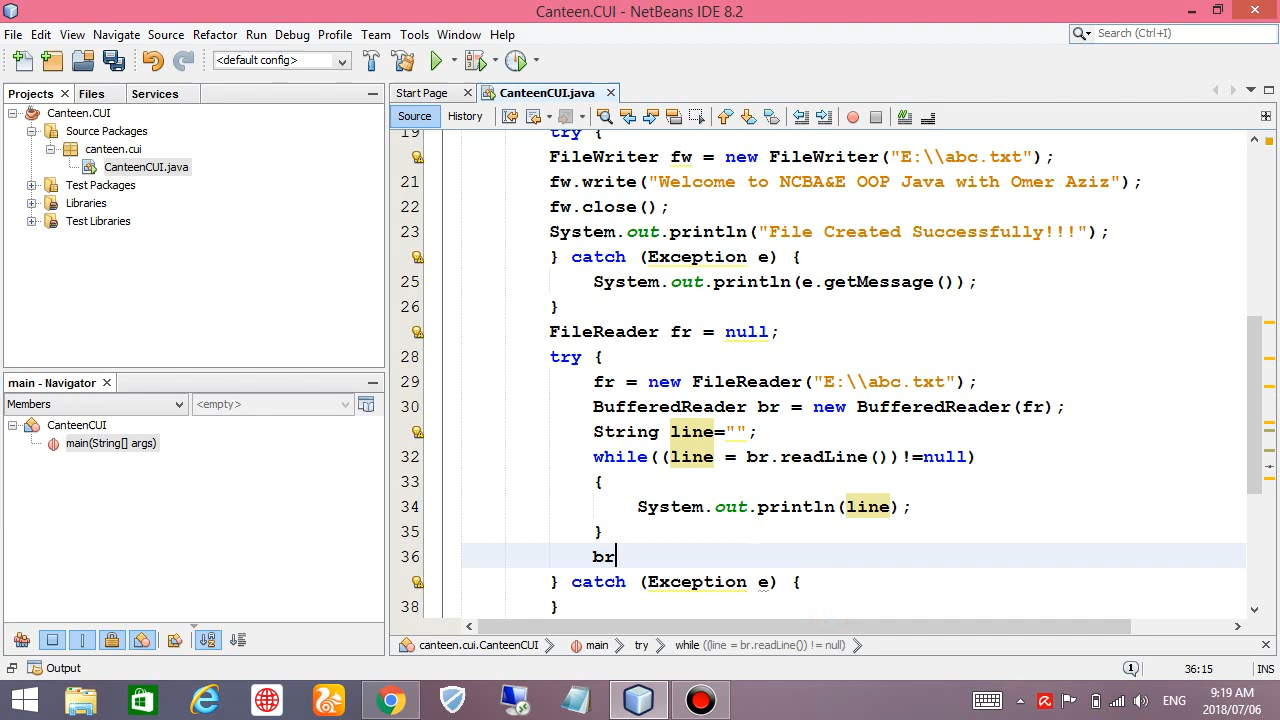 Canteen.CUI - NetBeans IDE 8.2
File Edit View Navigate Source Refactor Run Debug Profile Team Tools Window Help
Search (Ctrl+I)
<default config>
Projects Files Services
Start Page CanteenCUI.java
Source History
Canteen.CUI
Source Packages
canteen.cui
CanteenCUI.java
Test Packages
Libraries
Test Libraries
main - Navigator
Members <empty>
CanteenCUI
main(String[] args)
19 try {
FileWriter fw = new FileWriter("E:\\abc.txt");
21 fw.write("Welcome to NCBA&E OOP Java with Omer Aziz");
22 fw.close();
23 System.out.println("File Created Successfully!!!");
} catch (Exception e) {
25 System.out.println(e.getMessage());
26 }
FileReader fr = null;
28 try {
29 fr = new FileReader("E:\\abc.txt");
30 BufferedReader br = new BufferedReader(fr);
String line="";
32 while((line = br.readLine())!=null)
33 {
34 System.out.println(line);
35 }
36 br
} catch (Exception e) {
38 }
canteen.cui.CanteenCUI main try while ((line = br.readLine()) != null)
Output
1 36:15 INS
ENG
9:19 AM
2018/07/06